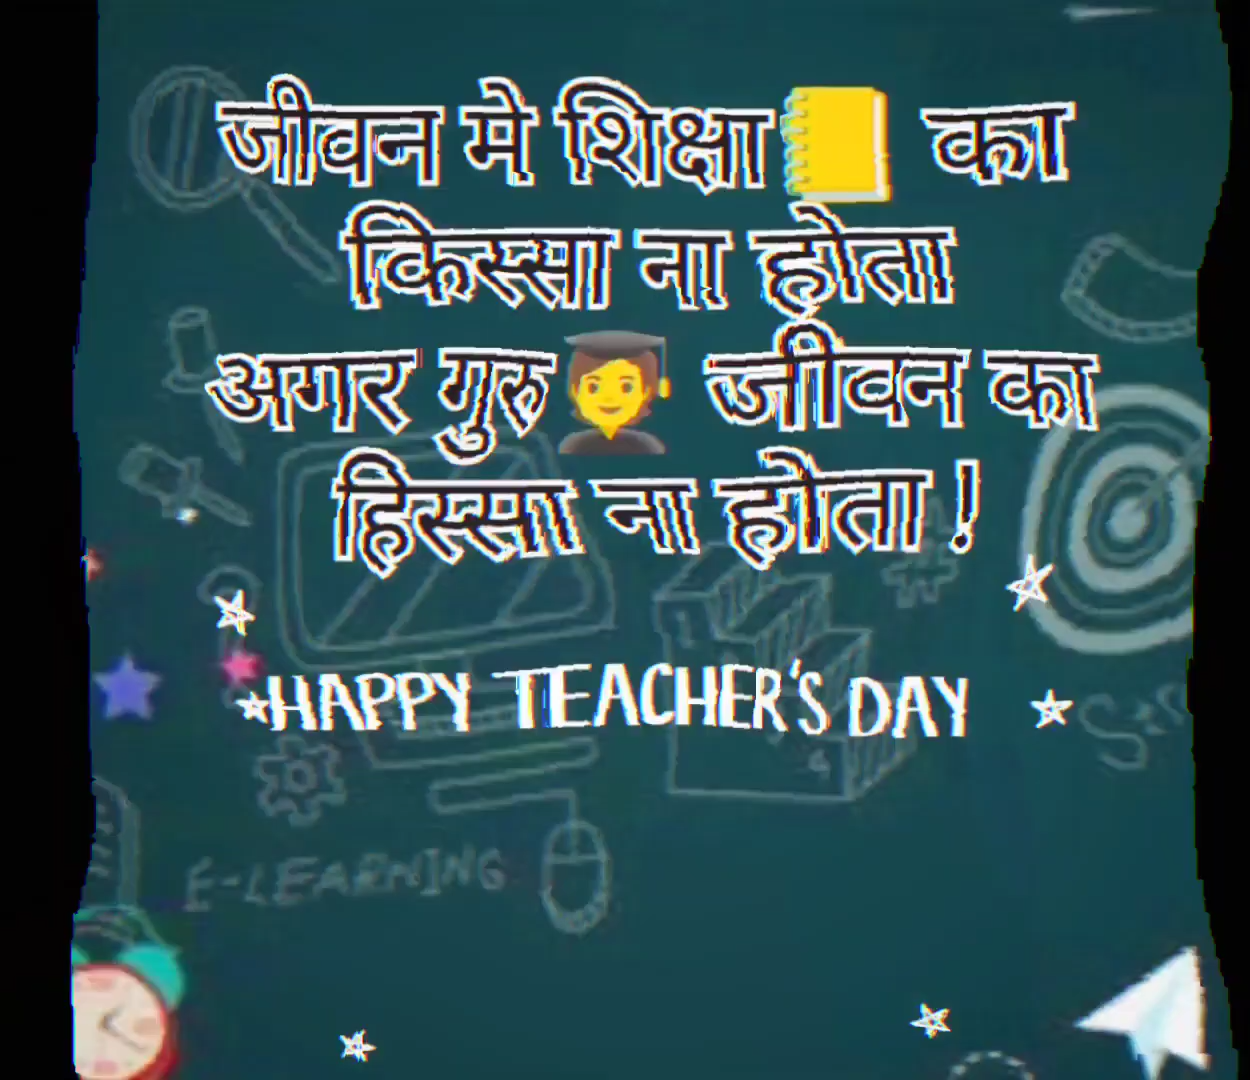 जीवन मे शिक्षा📒 का
किस्सा ना होता
अगर गुरु🧑‍🎓 जीवन का
हिस्सा ना होता !
HAPPY TEACHER'S DAY
E-LEARNING